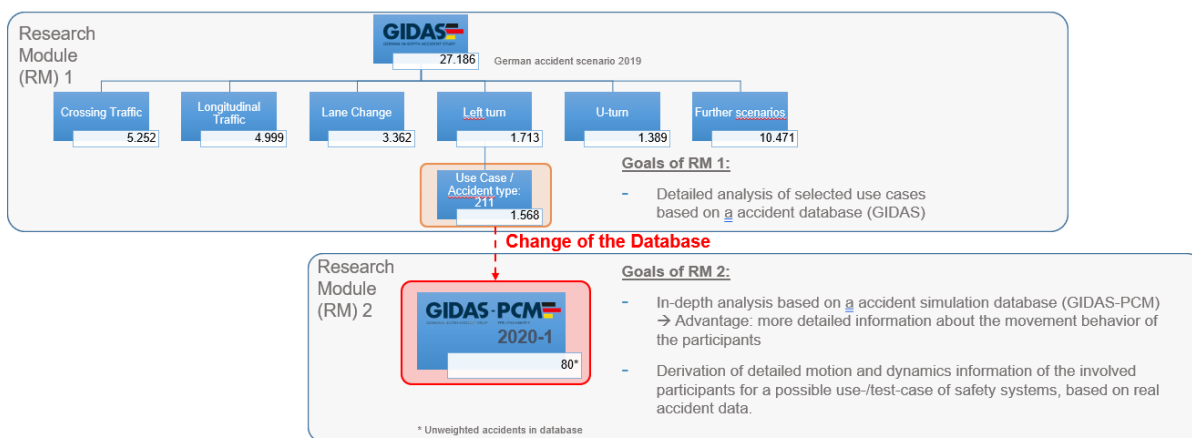 Research
Module
(RM) 1
GIDAS
GERMAN IN-DEPTH ACCIDENT STUDY
27.186
German accident scenario 2019
Crossing Traffic
5.252
Longitudinal
Traffic
4.999
Lane Change
3.362
Left turn
1.713
U-turn
1.389
Further scenarios
10.471
Use Case /
Accident type:
211
1.568
Goals of RM 1:
- Detailed analysis of selected use cases
based on a accident database (GIDAS)
Change of the Database
Research
Module
(RM) 2
GIDAS-PCM
2020-1
80*
* Unweighted accidents in database
Goals of RM 2:
- In-depth analysis based on a accident simulation database (GIDAS-PCM)
→ Advantage: more detailed information about the movement behavior of
the participants
- Derivation of detailed motion and dynamics information of the involved
participants for a possible use-/test-case of safety systems, based on real
accident data.